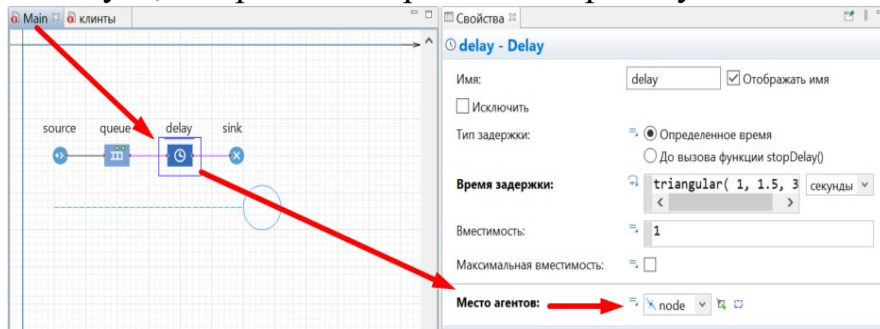 Main клинты
source queue delay sink
Свойства
delay - Delay
Имя: delay Отображать имя
Исключить
Тип задержки: Определенное время
До вызова функции stopDelay()
Время задержки: triangular( 1, 1.5, 3 секунды
Вместимость: 1
Максимальная вместимость:
Место агентов: node